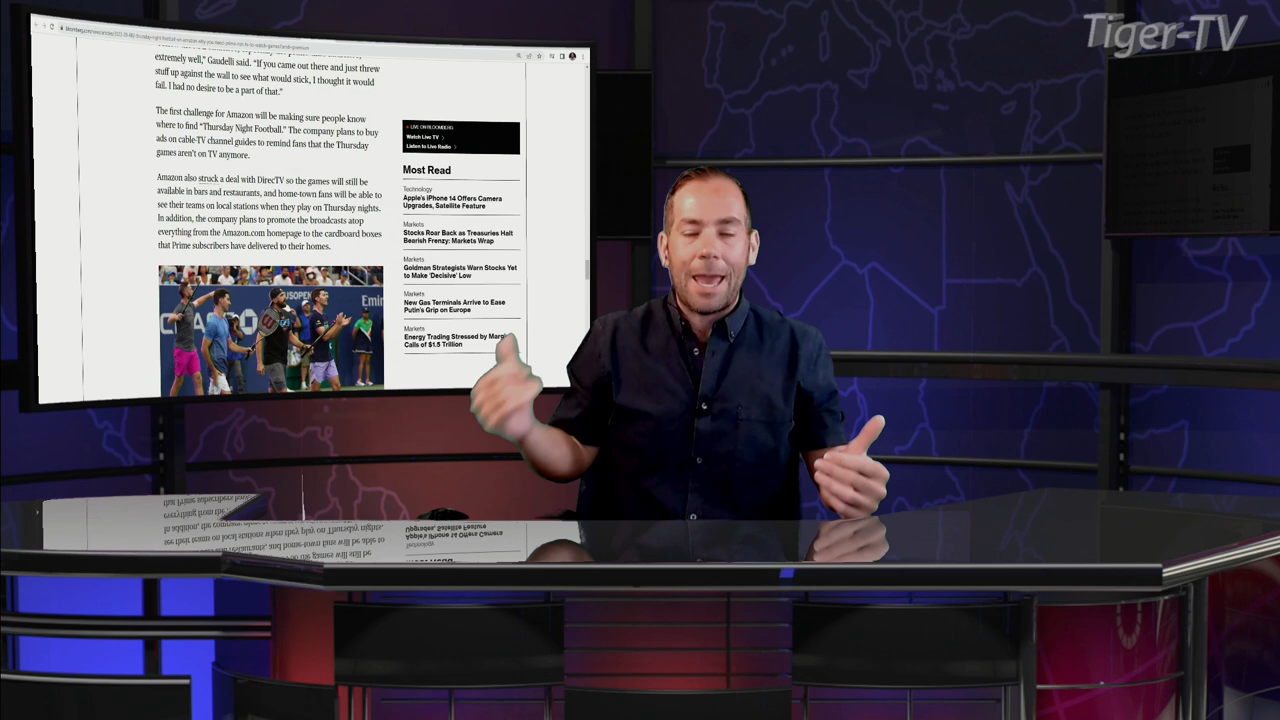 Tiger-TV
extremely well," Gaudelli said. "If you came out there and just threw
stuff up against the wall to see what would stick, I thought it would
fail. I had no desire to be a part of that."
The first challenge for Amazon will be making sure people know
where to find "Thursday Night Football." The company plans to buy
ads on cable-TV channel guides to remind fans that the Thursday
games aren't on TV anymore.
Amazon also struck a deal with DirecTV so the games will still be
available in bars and restaurants, and home-town fans will be able to
see their teams on local stations when they play on Thursday nights.
In addition, the company plans to promote the broadcasts atop
everything from the Amazon.com homepage to the cardboard boxes
that Prime subscribers have delivered to their homes.
USOPEN
CHASE
Emir
LIVE ON BLOOMBERG
Watch Live TV >
Listen to Live Radio >
Most Read
Technology
Apple's iPhone 14 Offers Camera
Upgrades, Satellite Feature
Markets
Stocks Roar Back as Treasuries Halt
Bearish Frenzy: Markets Wrap
Markets
Goldman Strategists Warn Stocks Yet
to Make 'Decisive' Low
Markets
New Gas Terminals Arrive to Ease
Putin's Grip on Europe
Markets
Energy Trading Stressed by Margi
Calls of $1.5 Trillion